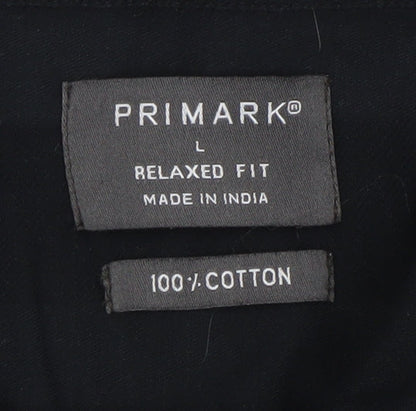 PRIMARK®
L
RELAXED FIT
MADE IN INDIA
100% COTTON